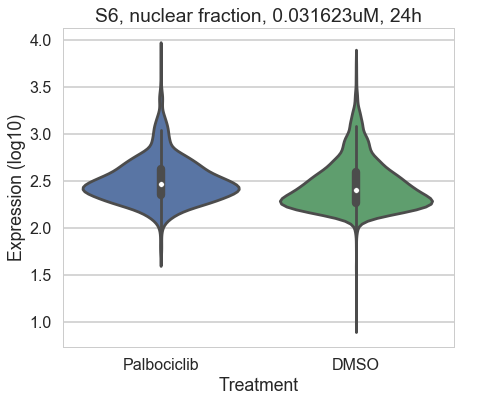 S6, nuclear fraction, 0.031623uM, 24h
Expression (log10)
4.0
3.5
3.0
2.5
2.0
1.5
1.0
Palbociclib DMSO
Treatment